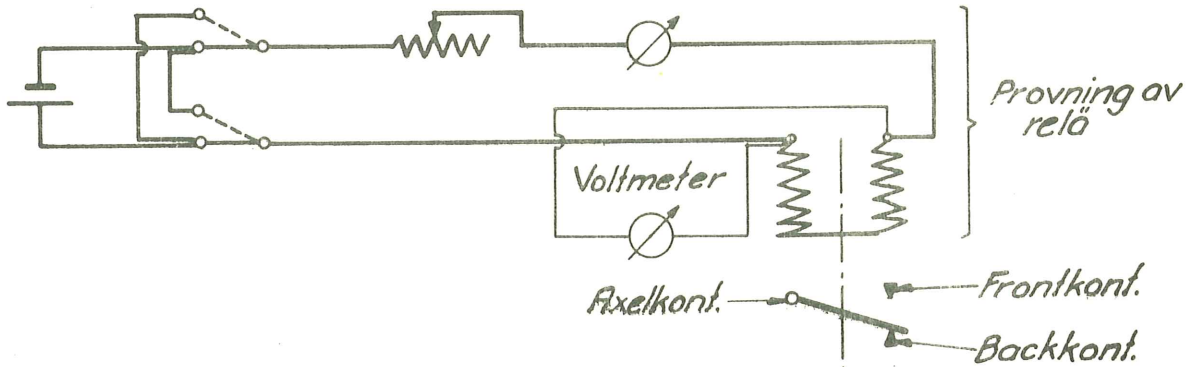 Provning av
relä
Voltmeter
Axelkont.
Frontkont.
Backkont.